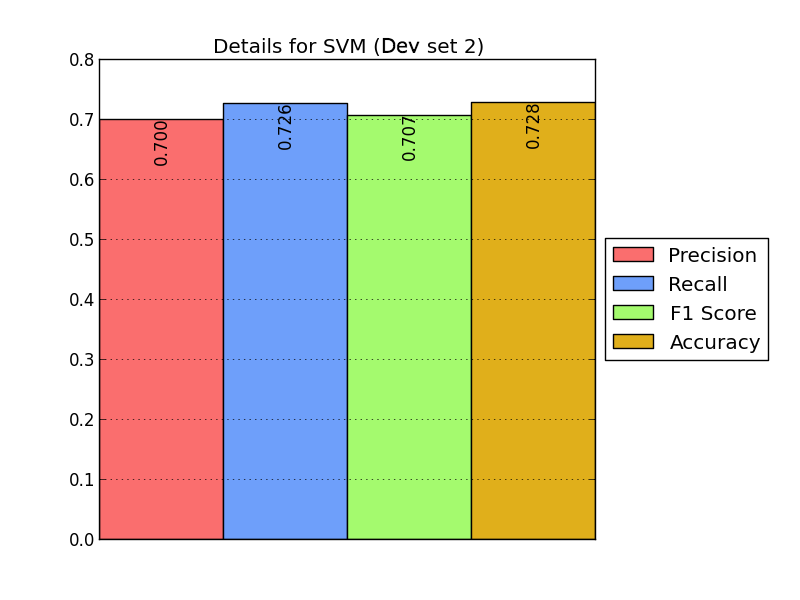 Details for SVM (Dev set 2)
0.8
0.7
0.6
0.5
0.4
0.3
0.2
0.1
0.0
0.700
0.726
0.707
0.728
Precision
Recall
F1 Score
Accuracy